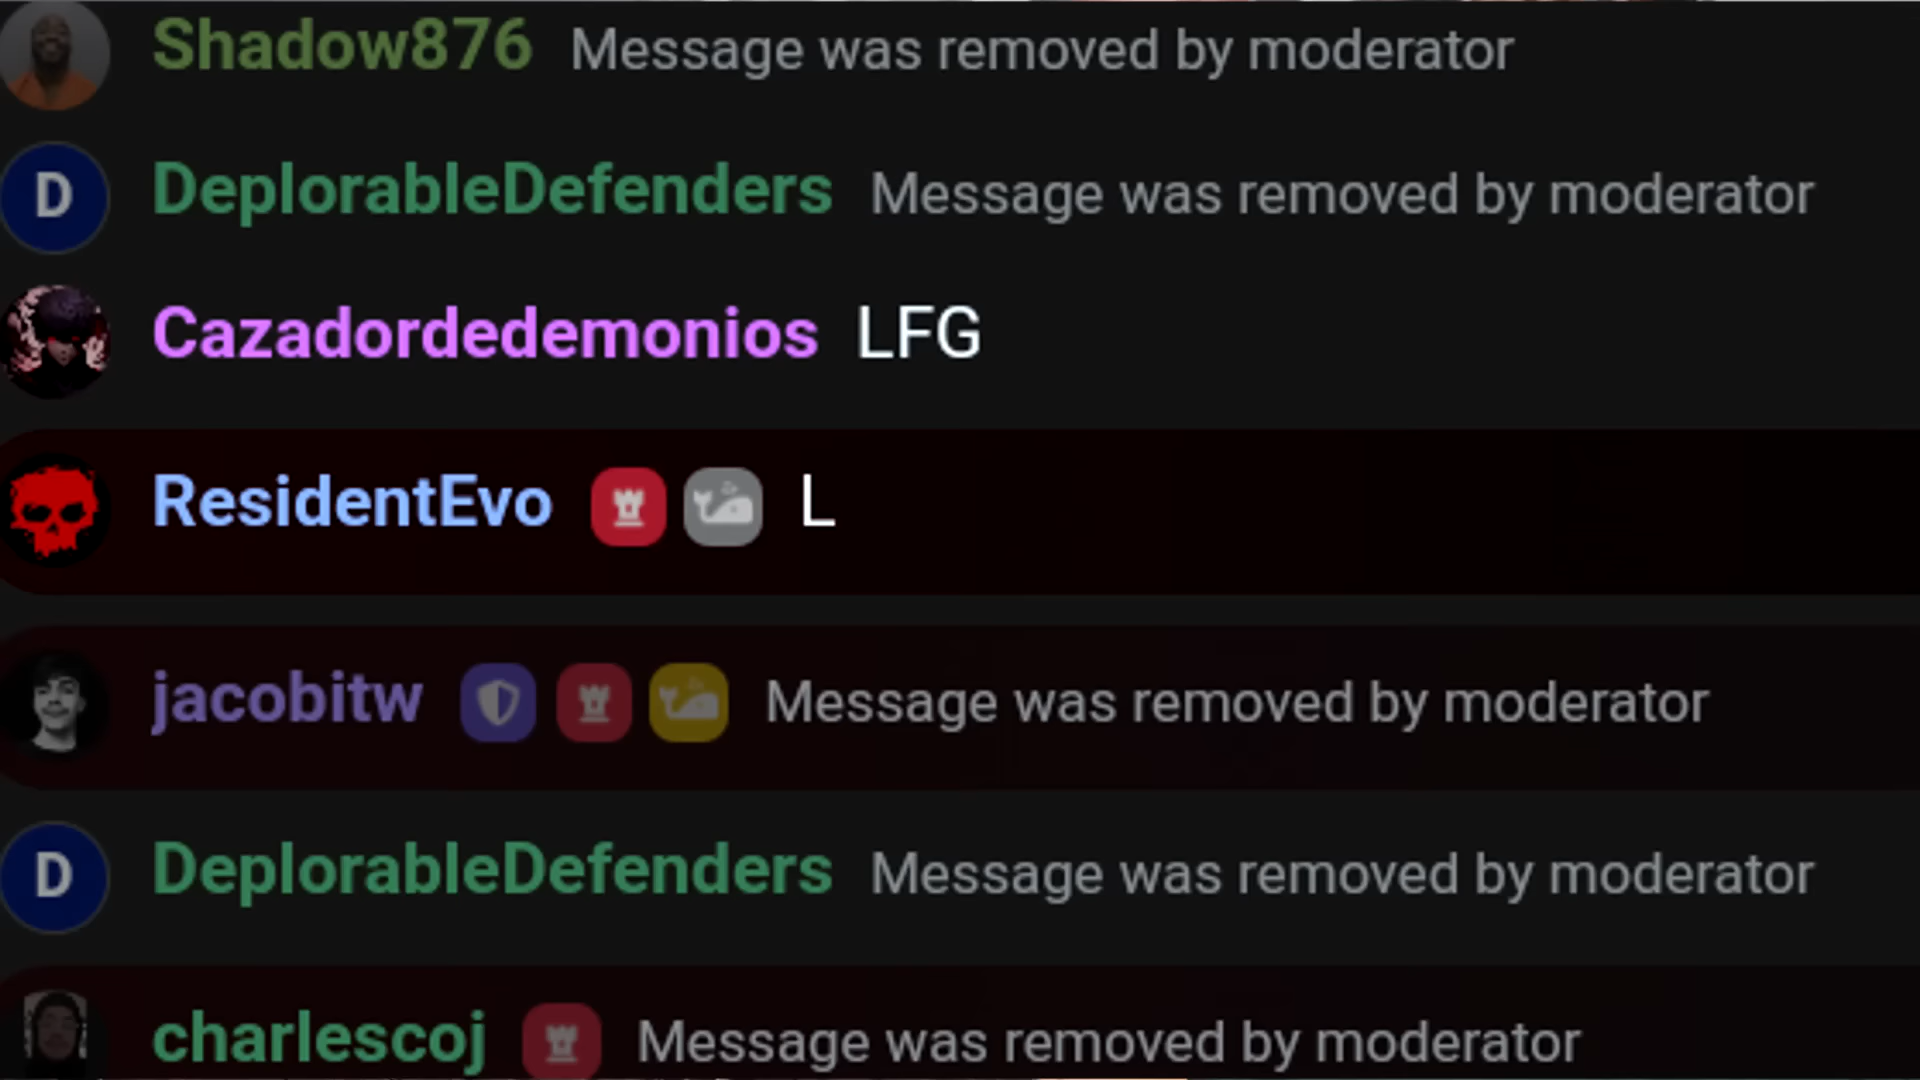 Shadow876 Message was removed by moderator
D DeplorableDefenders Message was removed by moderator
Cazadordedemonios LFG
ResidentEvo L
jacobitw Message was removed by moderator
D DeplorableDefenders Message was removed by moderator
charlescoj Message was removed by moderator